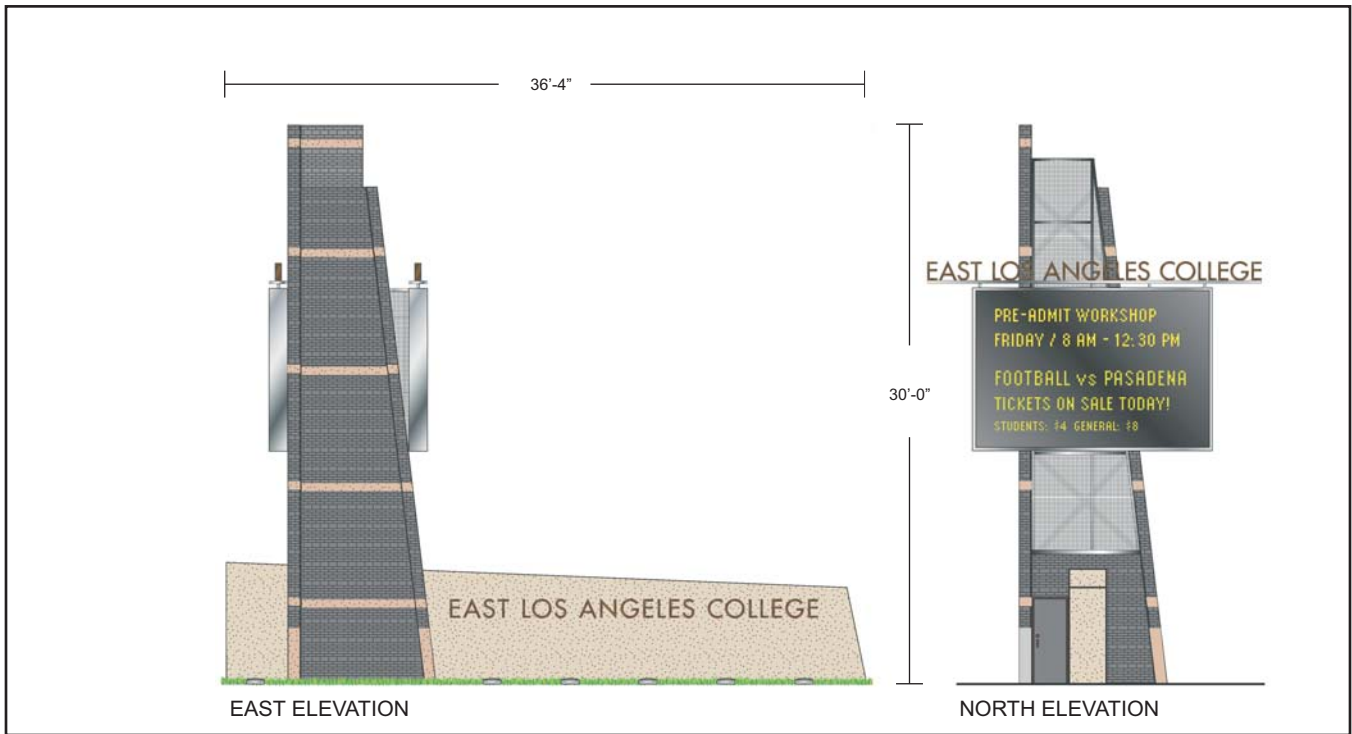 36’-4”
EAST LOS ANGELES COLLEGE
EAST ELEVATION
30’-0”
EAST LOS ANGELES COLLEGE
PRE-ADMIT WORKSHOP
FRIDAY / 8 AM - 12:30 PM
FOOTBALL vs PASADENA
TICKETS ON SALE TODAY!
STUDENTS: $4 GENERAL: $8
NORTH ELEVATION